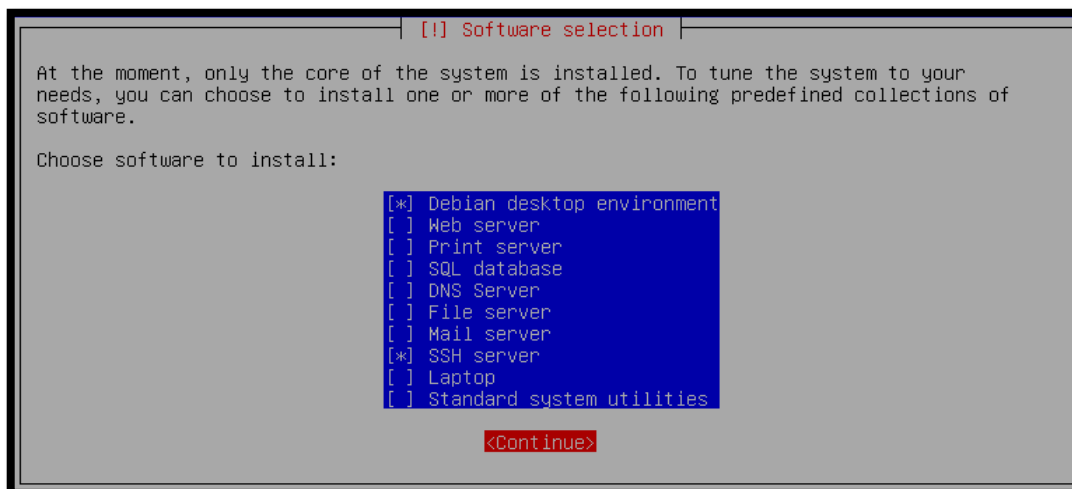 [!] Software selection
At the moment, only the core of the system is installed. To tune the system to your
needs, you can choose to install one or more of the following predefined collections of
software.
Choose software to install:
[*] Debian desktop environment
[ ] Web server
[ ] Print server
[ ] SQL database
[ ] DNS Server
[ ] File server
[ ] Mail server
[*] SSH server
[ ] Laptop
[ ] Standard system utilities
<Continue>